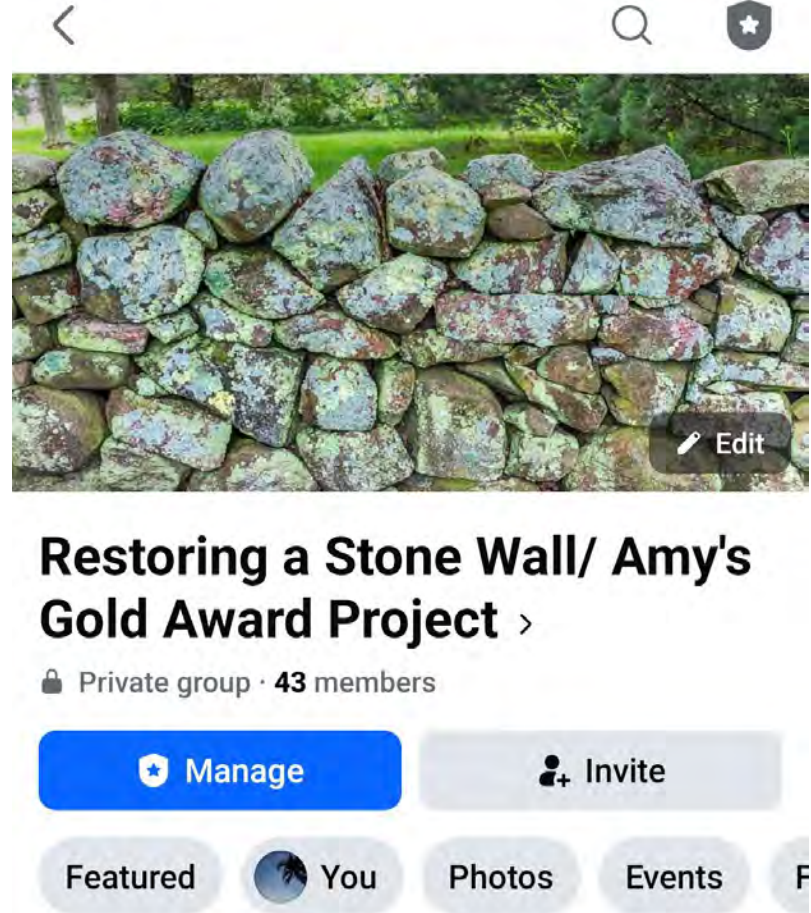 Edit
Restoring a Stone Wall/ Amy's
Gold Award Project
Private group · 43 members
Manage
Invite
Featured
You
Photos
Events